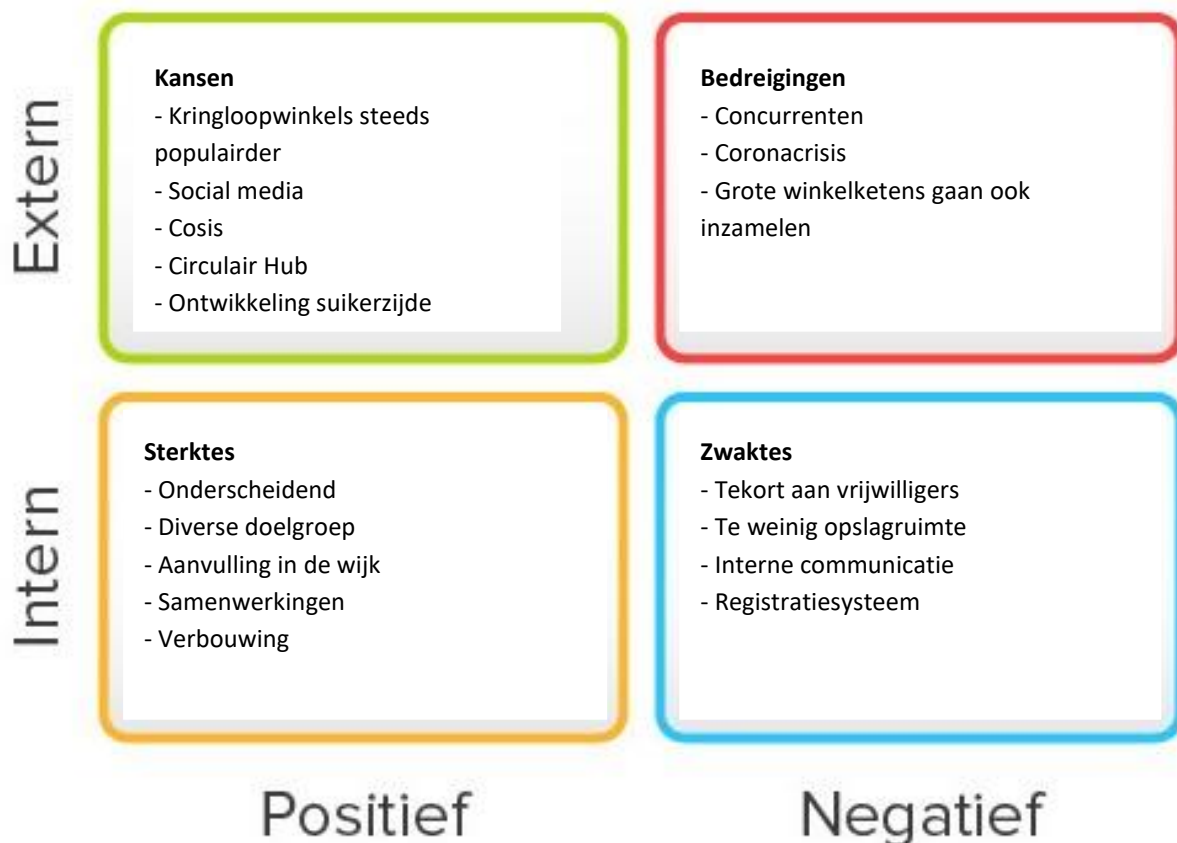 Extern
Kansen
- Kringloopwinkels steeds
populairder
- Social media
- Cosis
- Circulair Hub
- Ontwikkeling suikerzijde
Bedreigingen
- Concurrenten
- Coronacrisis
- Grote winkelketens gaan ook
inzamelen
Intern
Sterktes
- Onderscheidend
- Diverse doelgroep
- Aanvulling in de wijk
- Samenwerkingen
- Verbouwing
Zwaktes
- Tekort aan vrijwilligers
- Te weinig opslagruimte
- Interne communicatie
- Registratiesysteem
Positief
Negatief